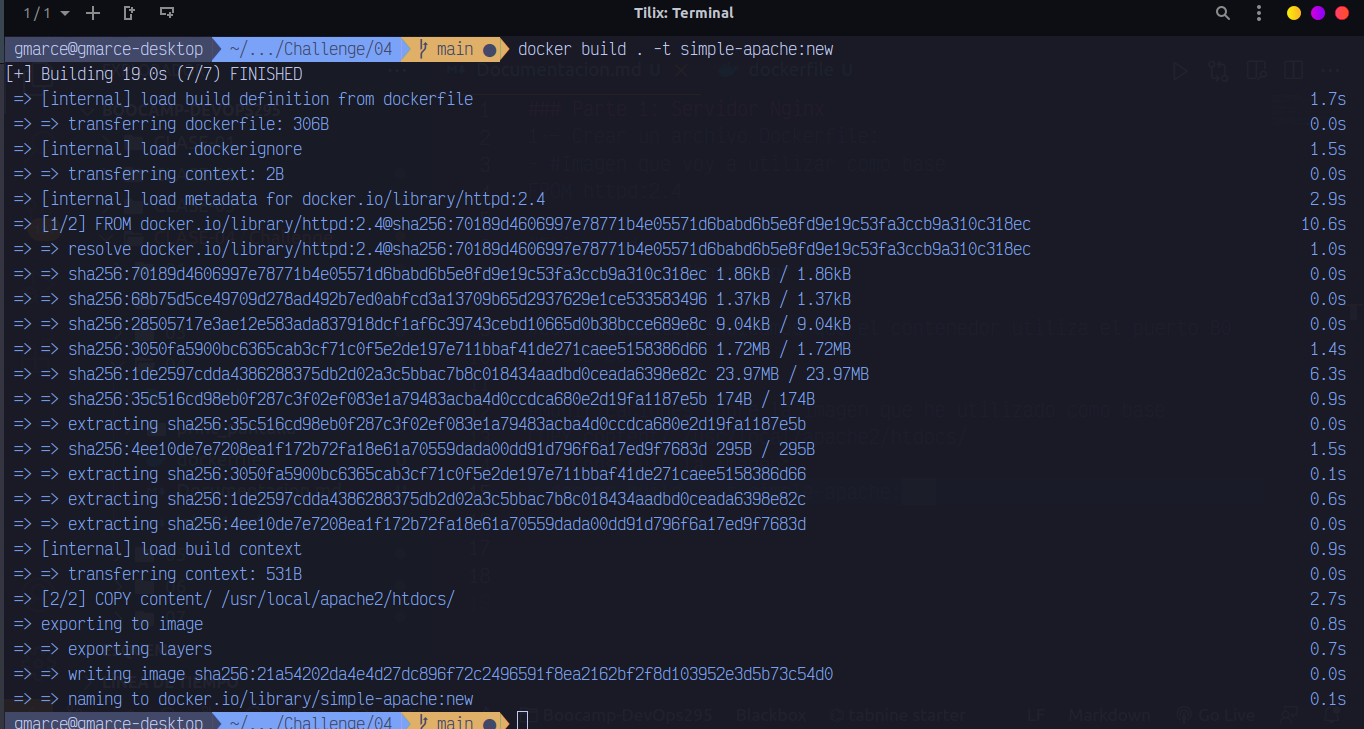 1 / 1
Tilix: Terminal
gmarce@gmarce-desktop ~/.../Challenge/04 main docker build . -t simple-apache:new
[+] Building 19.0s (7/7) FINISHED
=> [internal] load build definition from dockerfile 1.7s
=> => transferring dockerfile: 306B 0.0s
=> [internal] load .dockerignore 1.5s
=> => transferring context: 2B 0.0s
=> [internal] load metadata for docker.io/library/httpd:2.4 2.9s
=> [1/2] FROM docker.io/library/httpd:2.4@sha256:70189d4606997e78771b4e05571d6babd6b5e8fd9e19c53fa3ccb9a310c318ec 10.6s
=> => resolve docker.io/library/httpd:2.4@sha256:70189d4606997e78771b4e05571d6babd6b5e8fd9e19c53fa3ccb9a310c318ec 1.0s
=> => sha256:70189d4606997e78771b4e05571d6babd6b5e8fd9e19c53fa3ccb9a310c318ec 1.86kB / 1.86kB 0.0s
=> => sha256:68b75d5ce49709d278ad492b7ed0abfcd3a13709b65d2937629e1ce533583496 1.37kB / 1.37kB 0.0s
=> => sha256:28505717e3ae12e583ada837918dcf1af6c39743cebd10665d0b38bcce689e8c 9.04kB / 9.04kB 0.0s
=> => sha256:3050fa5900bc6365cab3cf71c0f5e2de197e711bbaf41de271caee5158386d66 1.72MB / 1.72MB 1.4s
=> => sha256:1de2597cdda4386288375db2d02a3c5bbac7b8c018434aadbd0ceada6398e82c 23.97MB / 23.97MB 6.3s
=> => sha256:35c516cd98eb0f287c3f02ef083e1a79483acba4d0ccdca680e2d19fa1187e5b 174B / 174B 0.9s
=> => extracting sha256:35c516cd98eb0f287c3f02ef083e1a79483acba4d0ccdca680e2d19fa1187e5b 0.0s
=> => sha256:4ee10de7e7208ea1f172b72fa18e61a70559dada00dd91d796f6a17ed9f7683d 295B / 295B 1.5s
=> => extracting sha256:3050fa5900bc6365cab3cf71c0f5e2de197e711bbaf41de271caee5158386d66 0.1s
=> => extracting sha256:1de2597cdda4386288375db2d02a3c5bbac7b8c018434aadbd0ceada6398e82c 0.6s
=> => extracting sha256:4ee10de7e7208ea1f172b72fa18e61a70559dada00dd91d796f6a17ed9f7683d 0.0s
=> [internal] load build context 0.9s
=> => transferring context: 531B 0.0s
=> [2/2] COPY content/ /usr/local/apache2/htdocs/ 2.7s
=> exporting to image 0.8s
=> => exporting layers 0.7s
=> => writing image sha256:21a54202da4e4d27dc896f72c2496591f8ea2162bf2f8d103952e3d5b73c54d0 0.0s
=> => naming to docker.io/library/simple-apache:new 0.1s
gmarce@gmarce-desktop ~/.../Challenge/04 main